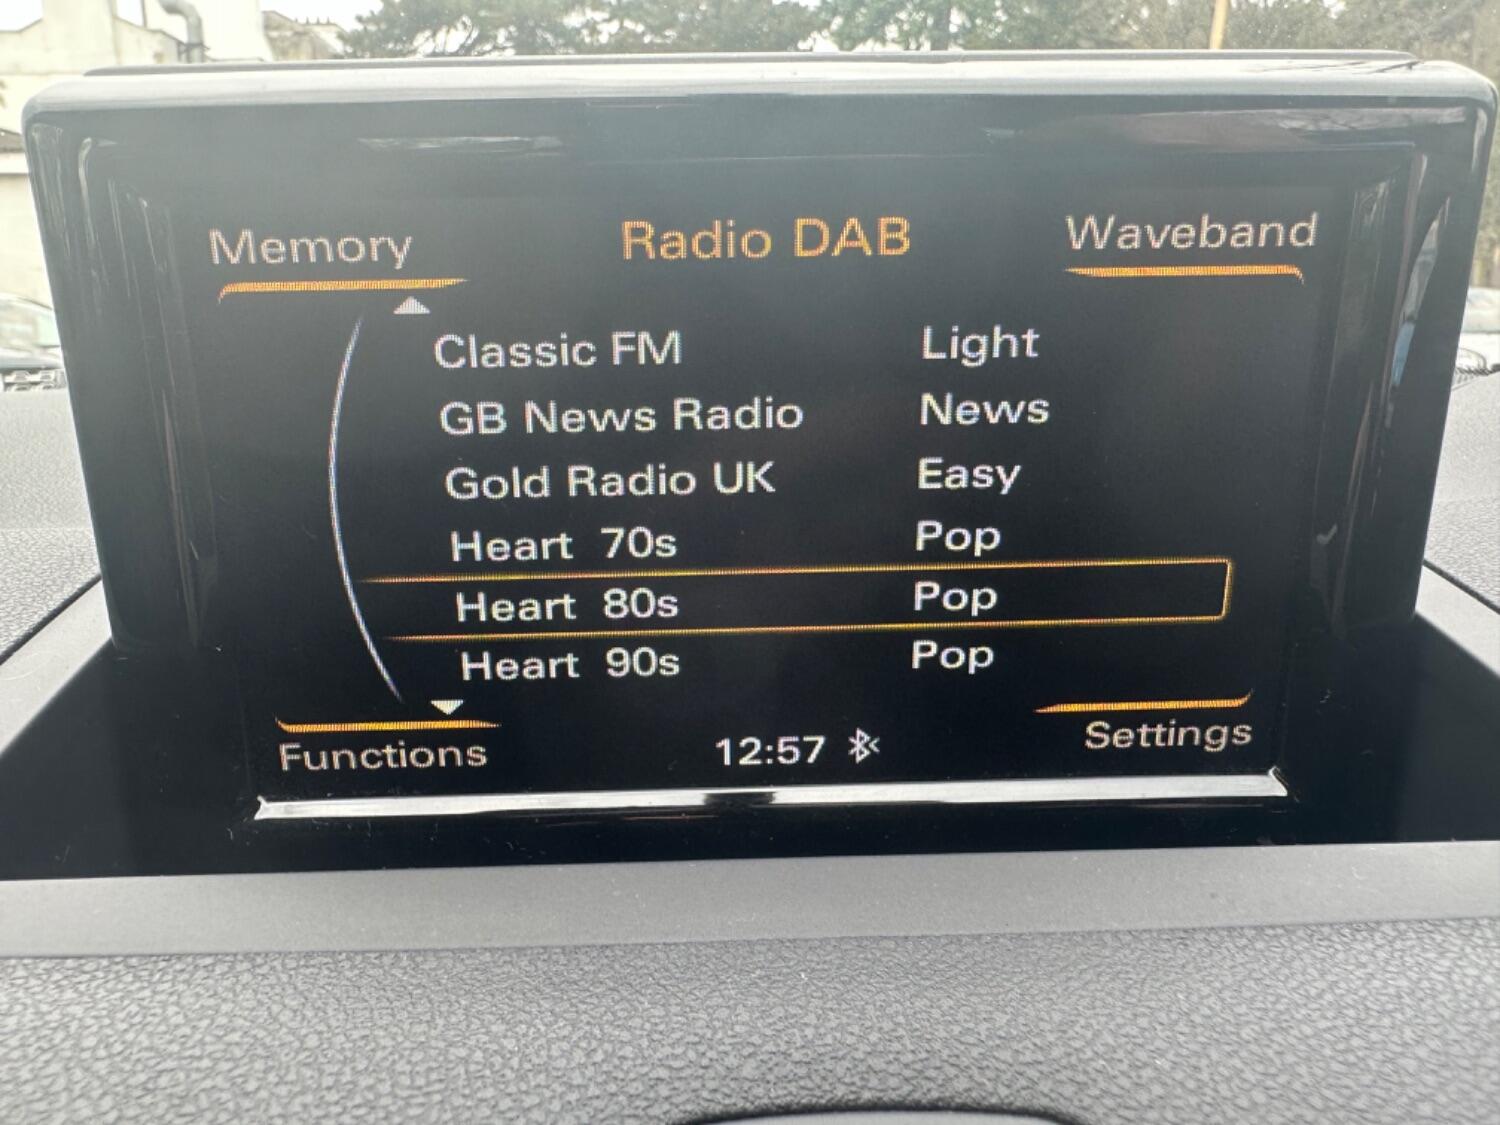 Memory Radio DAB Waveband
Classic FM Light
GB News Radio News
Gold Radio UK Easy
Heart 70s Pop
Heart 80s Pop
Heart 90s Pop
Functions 12:57 Settings